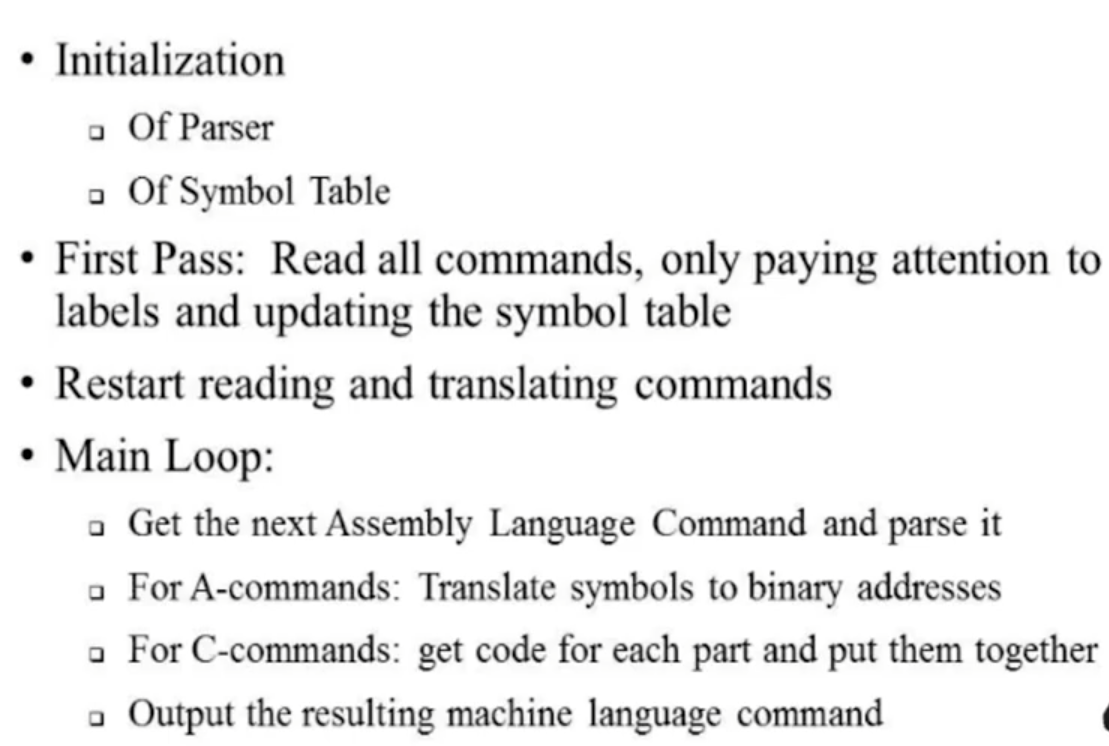 • Initialization
❑ Of Parser
❑ Of Symbol Table
• First Pass: Read all commands, only paying attention to
labels and updating the symbol table
• Restart reading and translating commands
• Main Loop:
❑ Get the next Assembly Language Command and parse it
❑ For A-commands: Translate symbols to binary addresses
❑ For C-commands: get code for each part and put them together
❑ Output the resulting machine language command